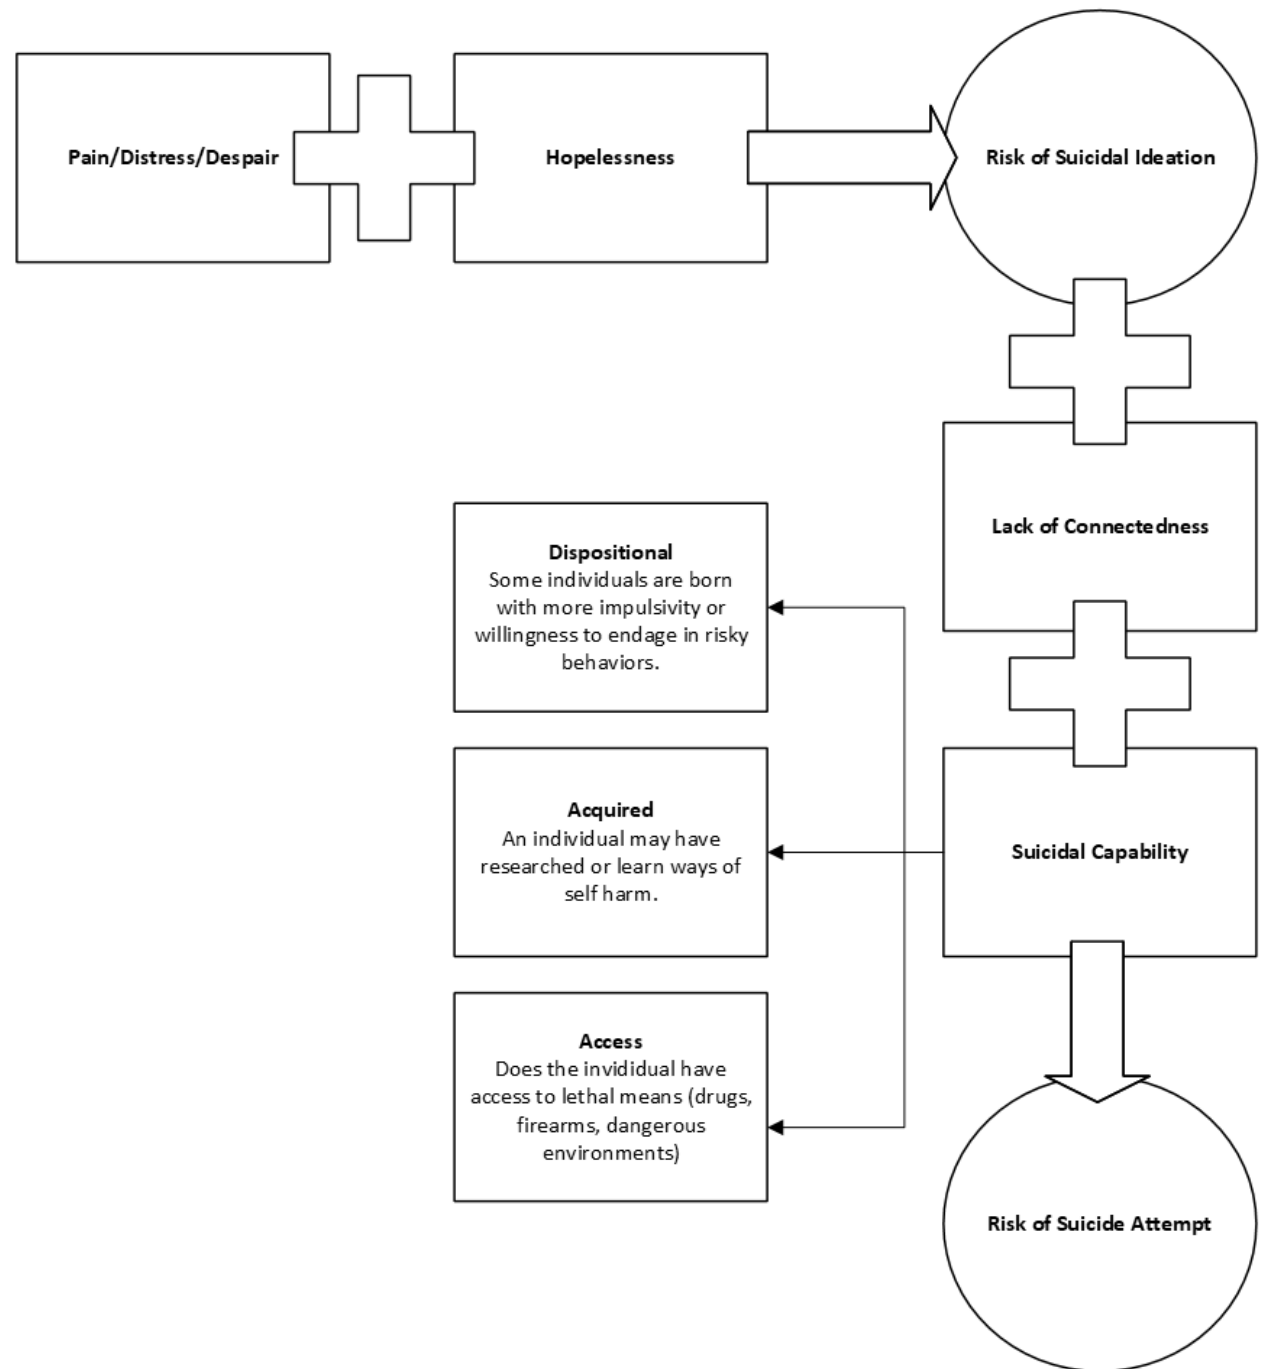 Pain/Distress/Despair
Hopelessness
Risk of Suicidal Ideation
Lack of Connectedness
Dispositional
Some individuals are born
with more impulsivity or
willingness to endage in risky
behaviors.
Acquired
An individual may have
researched or learn ways of
self harm.
Suicidal Capability
Access
Does the invididual have
access to lethal means (drugs,
firearms, dangerous
environments)
Risk of Suicide Attempt